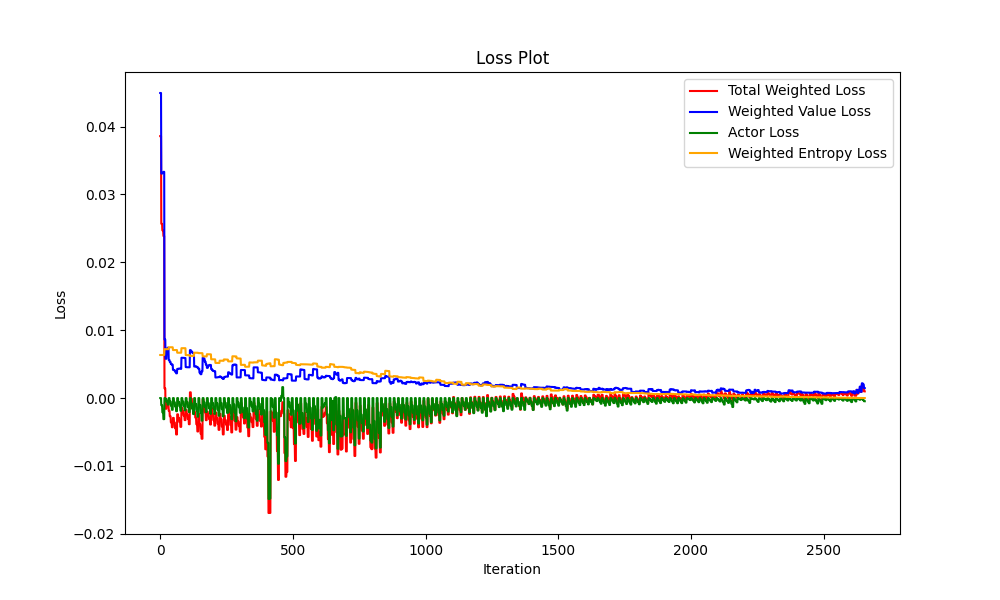 Loss Plot
Total Weighted Loss
Weighted Value Loss
Actor Loss
Weighted Entropy Loss
0.04
0.03
0.02
0.01
0.00
−0.01
−0.02
Loss
0 500 1000 1500 2000 2500
Iteration